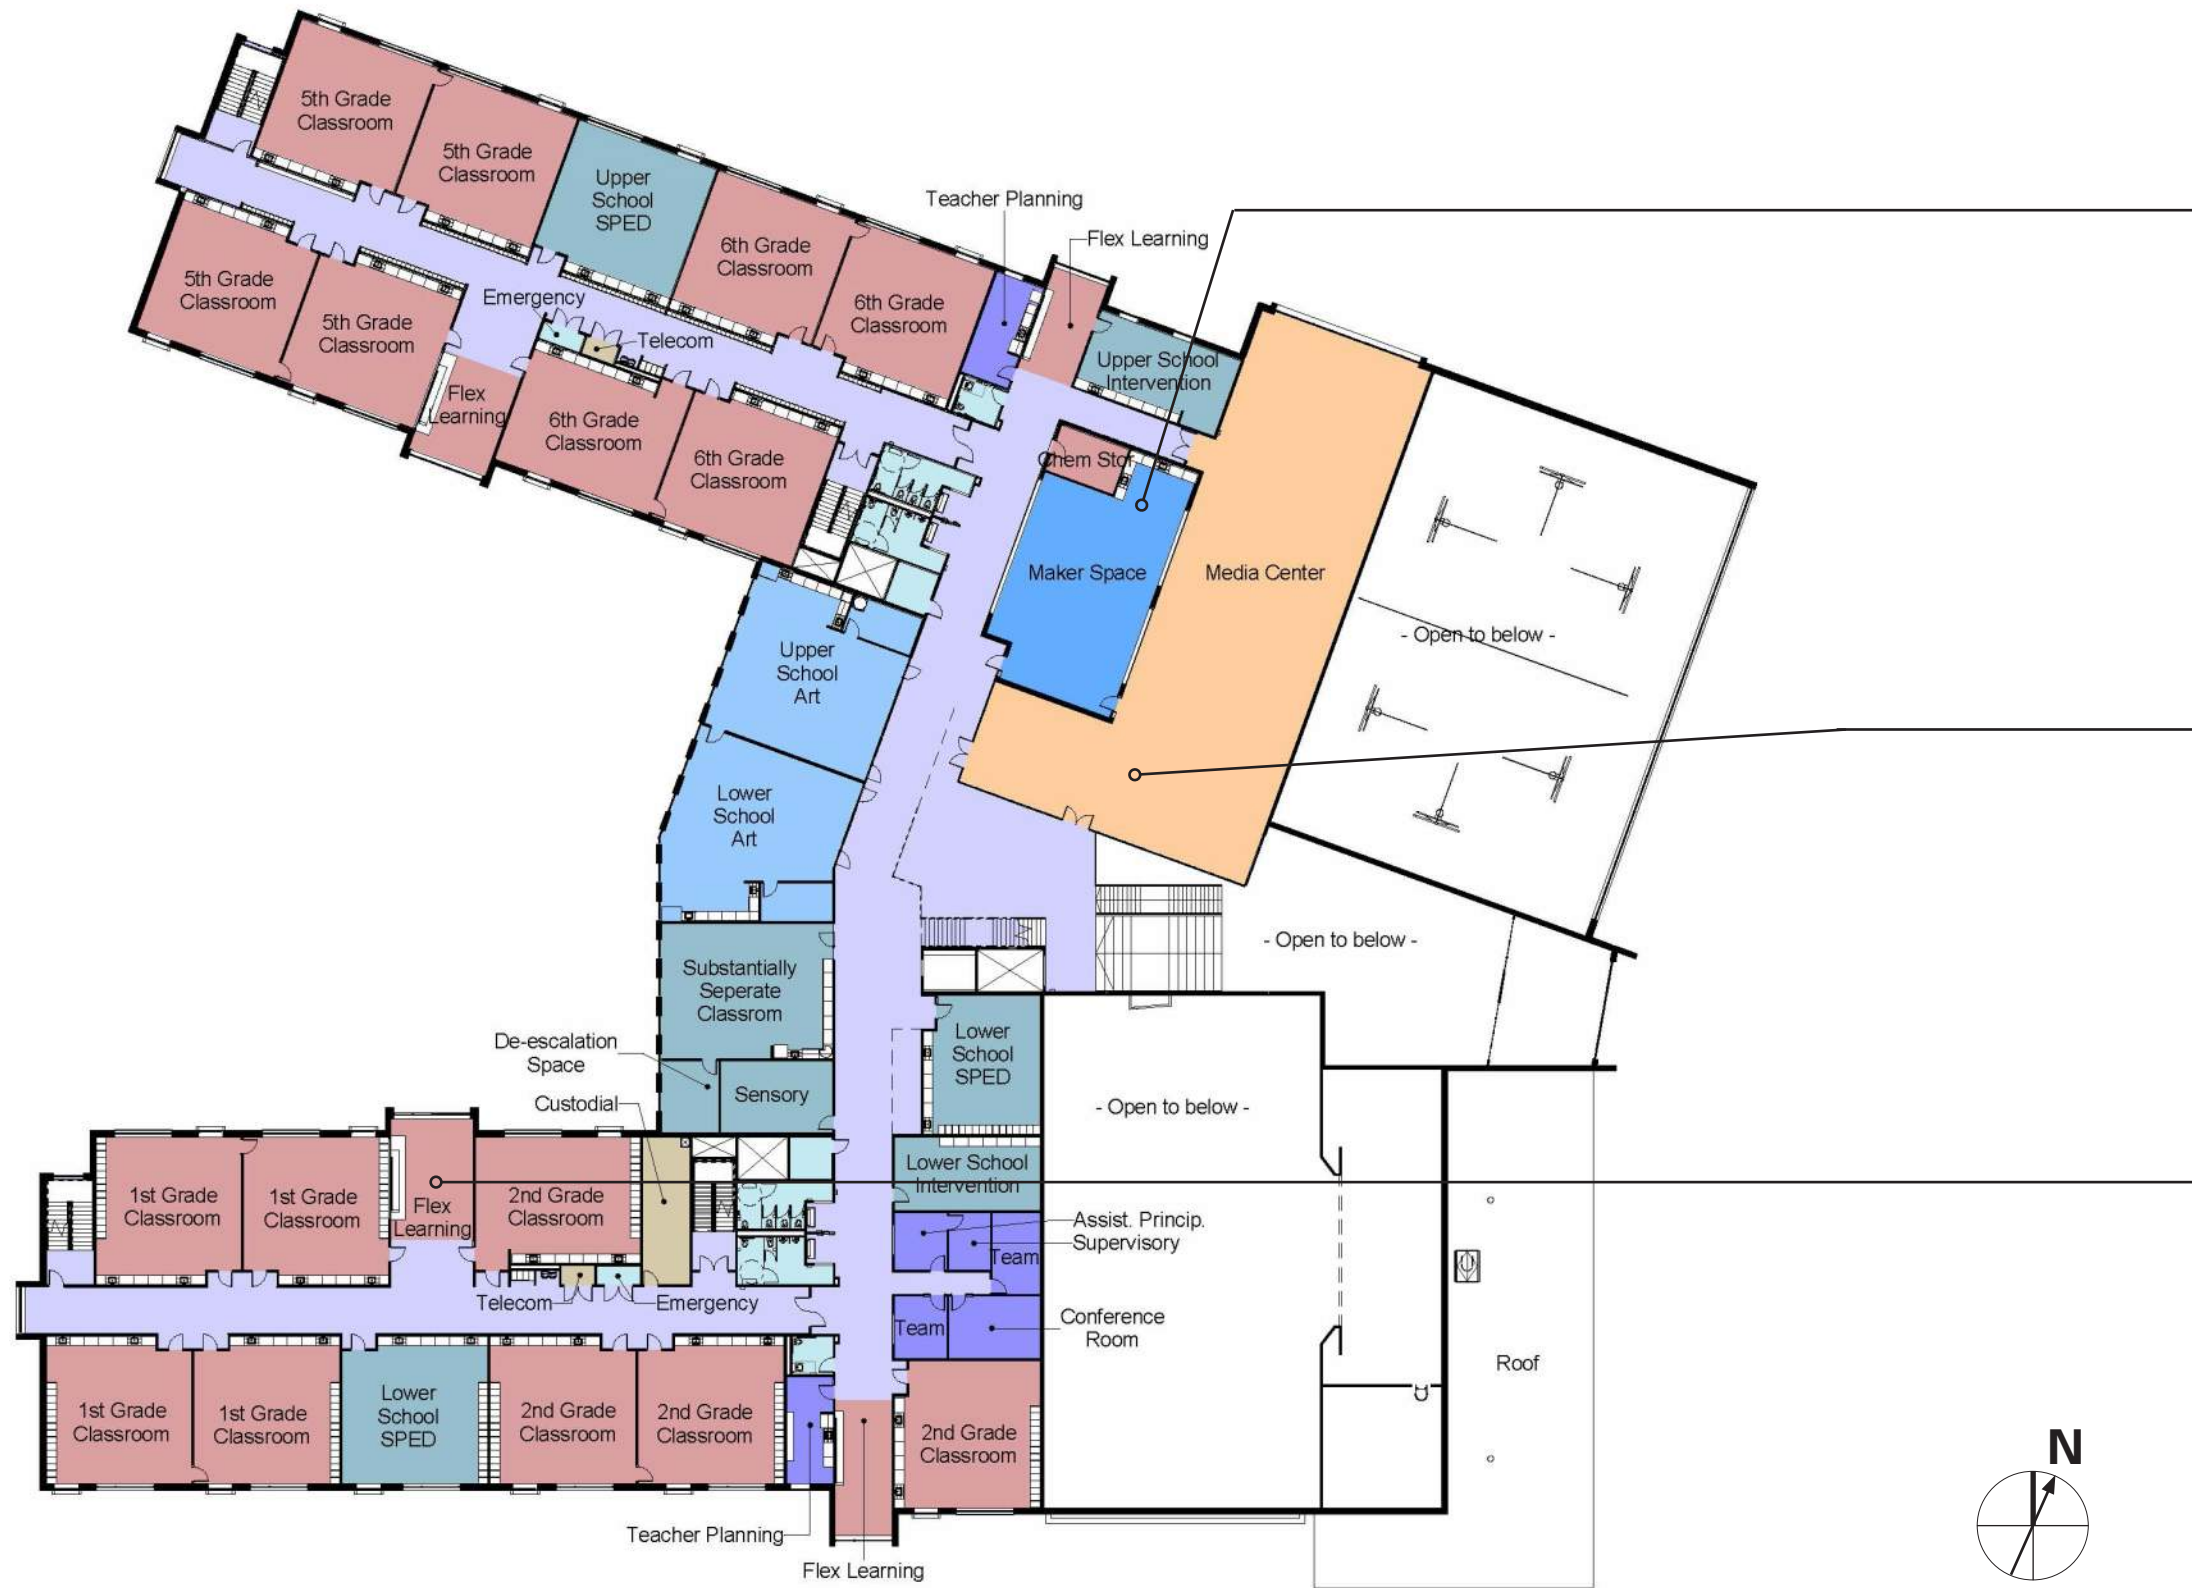 5th Grade
Classroom
5th Grade
Classroom
Upper
School
SPED
6th Grade
Classroom
6th Grade
Classroom
Teacher Planning
Flex Learning
Upper School
Intervention
5th Grade
Classroom
5th Grade
Classroom
Emergency
Telecom
Flex
Learning
6th Grade
Classroom
6th Grade
Classroom
Chem Stor
Maker Space
Media Center
- Open to below -
Upper
School
Art
Lower
School
Art
- Open to below -
Substantially
Seperate
Classrom
De-escalation
Space
Sensory
Custodial
Lower
School
SPED
- Open to below -
Lower School
Intervention
1st Grade
Classroom
1st Grade
Classroom
Flex
Learning
2nd Grade
Classroom
Assist. Princip.
Supervisory
Team
Telecom
Emergency
Team
Conference
Room
Roof
1st Grade
Classroom
1st Grade
Classroom
Lower
School
SPED
2nd Grade
Classroom
2nd Grade
Classroom
2nd Grade
Classroom
Teacher Planning
Flex Learning
N